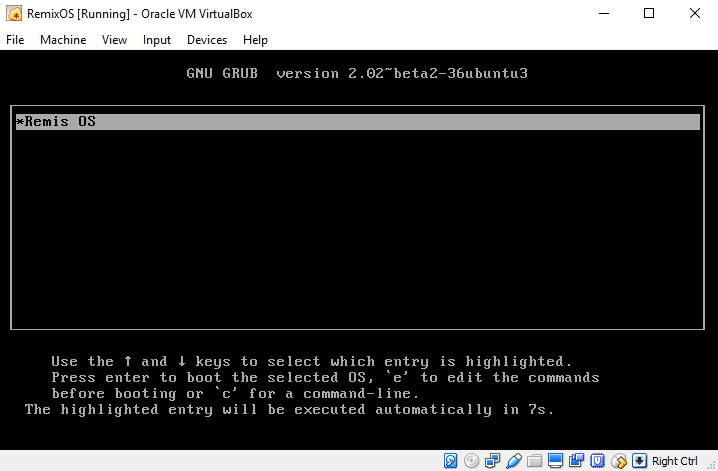 RemixOS [Running] - Oracle VM VirtualBox
File Machine View Input Devices Help
GNU GRUB version 2.02~beta2-36ubuntu3
*Remis OS
Use the ↑ and ↓ keys to select which entry is highlighted.
Press enter to boot the selected OS, `e' to edit the commands
before booting or `c' for a command-line.
The highlighted entry will be executed automatically in 7s.
Right Ctrl